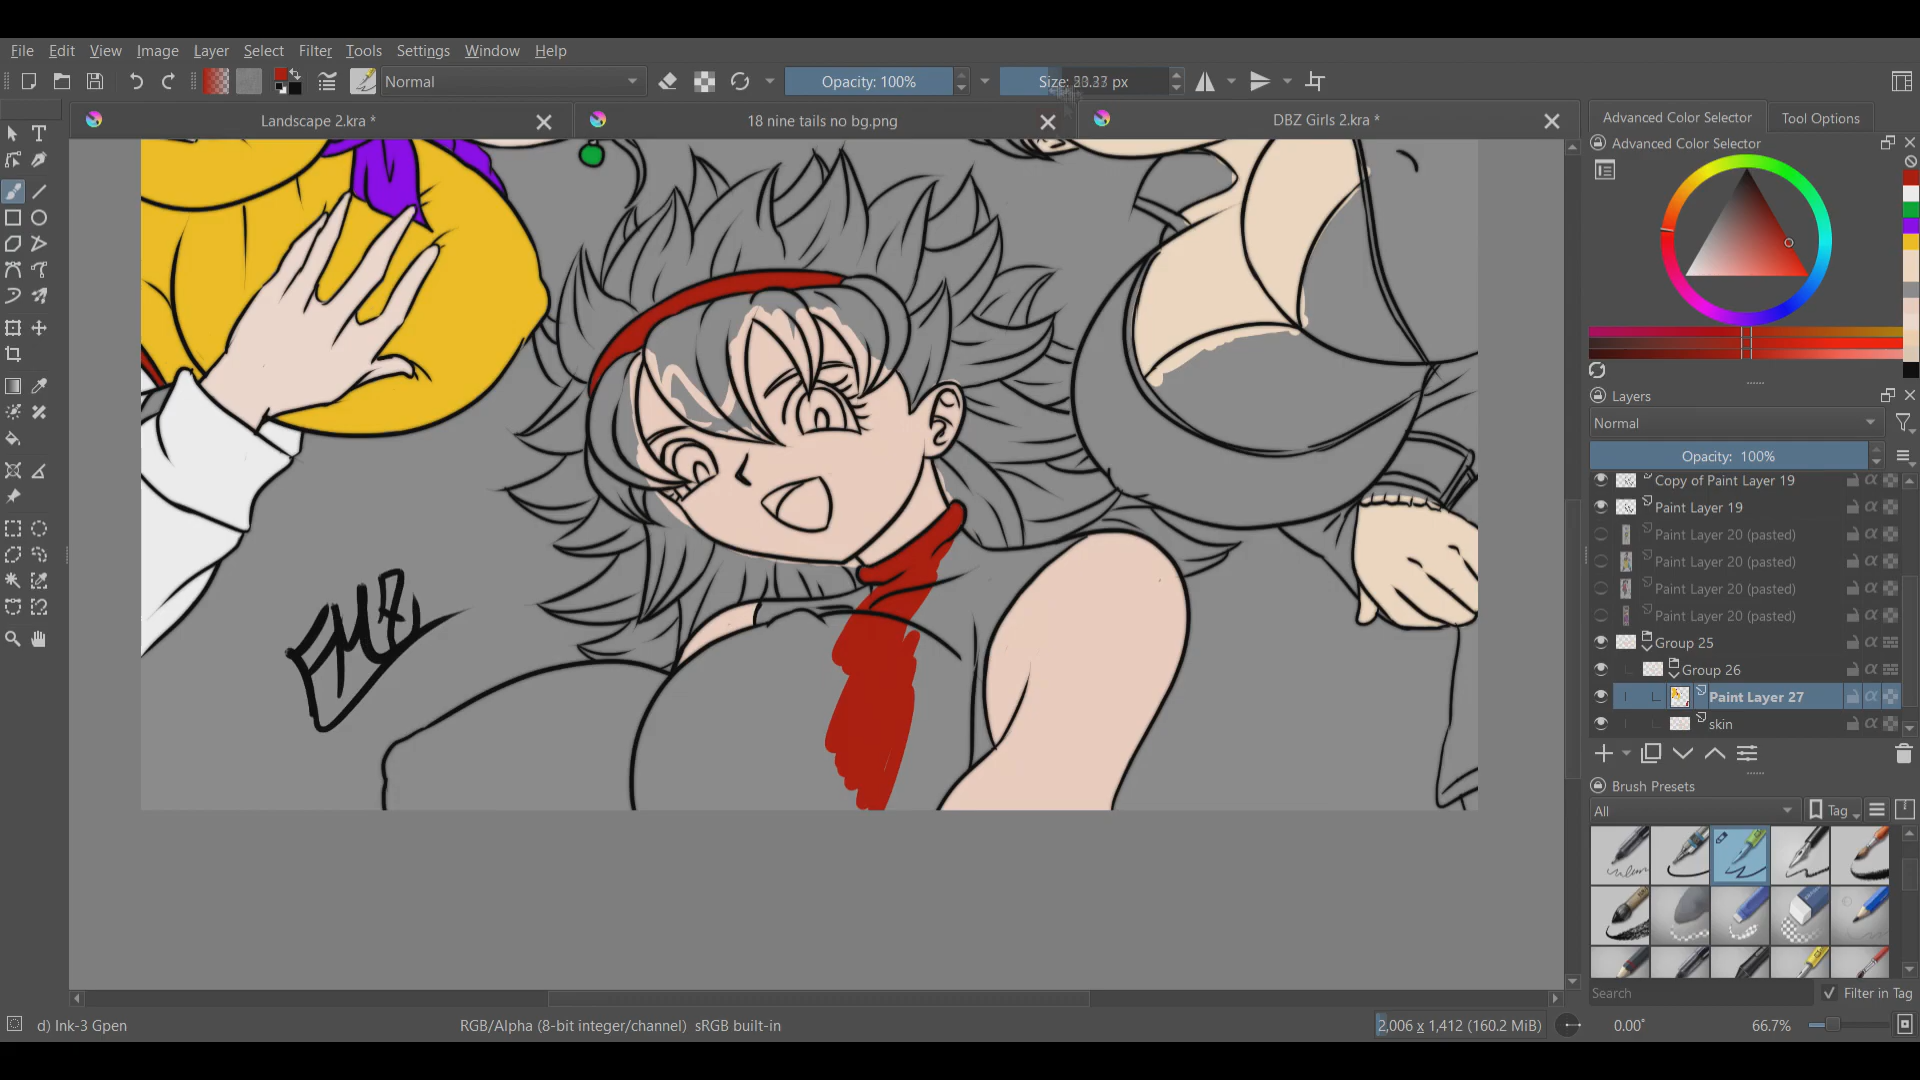 File Edit View Image Layer Select Filter Tools Settings Window Help
Normal
Opacity: 100%
Landscape 2.kra *
18 nine tails no bg.png
DBZ Girls 2.kra *
Advanced Color Selector
Tool Options
Advanced Color Selector
Layers
Normal
Opacity: 100%
Copy of Paint Layer 19
Paint Layer 19
Paint Layer 20 (pasted)
Paint Layer 20 (pasted)
Paint Layer 20 (pasted)
Paint Layer 20 (pasted)
Group 25
Group 26
Paint Layer 27
skin
Brush Presets
All
Tag
Search
Filter in Tag
d) Ink-3 Gpen
RGB/Alpha (8-bit integer/channel) sRGB built-in
2,006 x 1,412 (160.2 MiB)
0.00°
66.7%